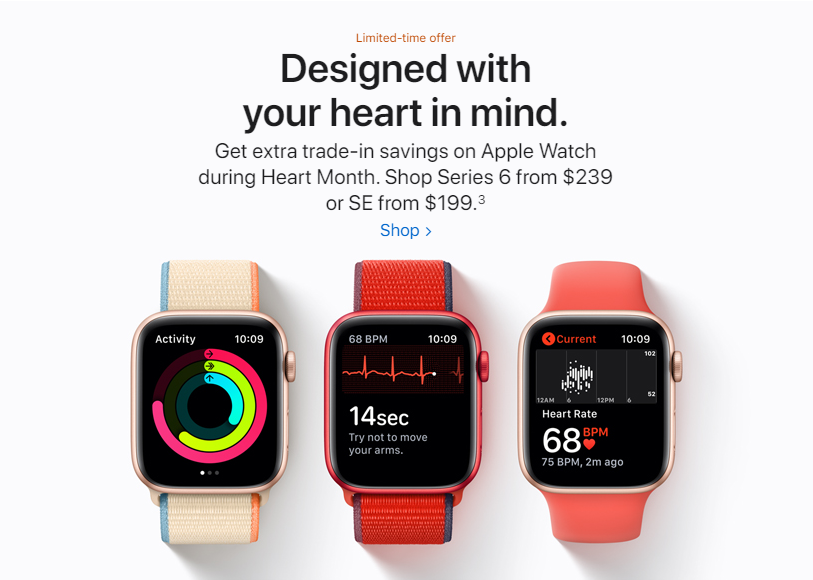 Limited-time offer
Designed with
your heart in mind.
Get extra trade-in savings on Apple Watch
during Heart Month. Shop Series 6 from $239
or SE from $199.³
Shop >
Activity 10:09
68 BPM 10:09
14sec
Try not to move
your arms.
Current 10:09
102
52
12AM 6 12PM 6
Heart Rate
68 BPM
75 BPM, 2m ago